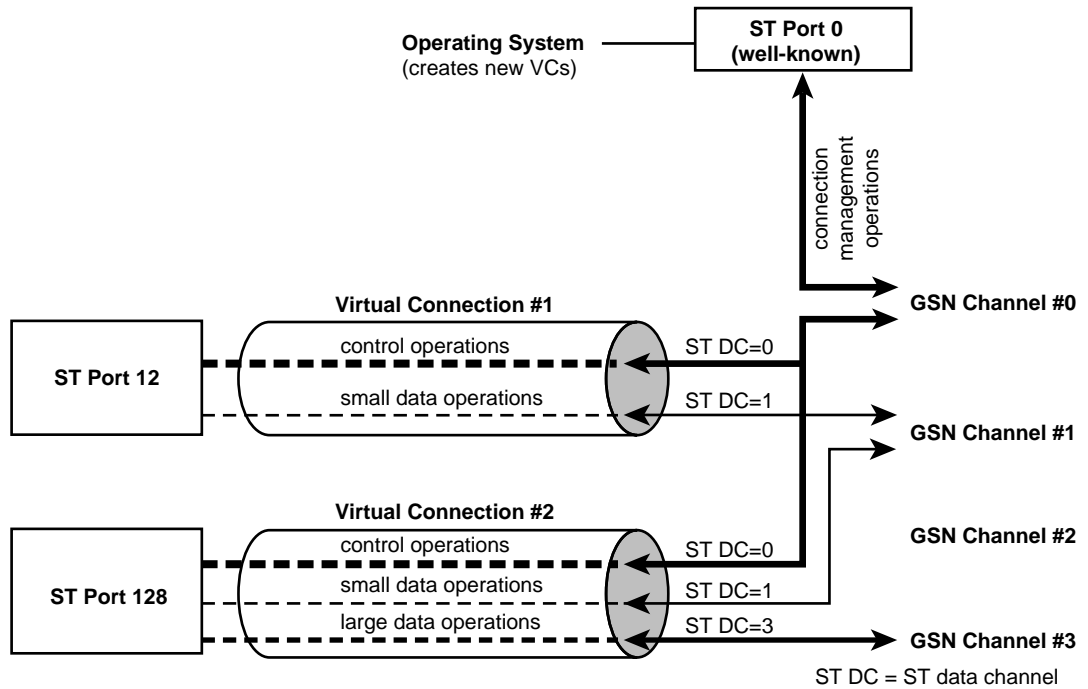 ST Port 0
(well-known)
Operating System
(creates new VCs)
connection
management
operations
GSN Channel #0
Virtual Connection #1
ST Port 12
control operations
ST DC=0
small data operations
ST DC=1
GSN Channel #1
Virtual Connection #2
GSN Channel #2
ST Port 128
control operations
ST DC=0
small data operations
ST DC=1
large data operations
ST DC=3
GSN Channel #3
ST DC = ST data channel